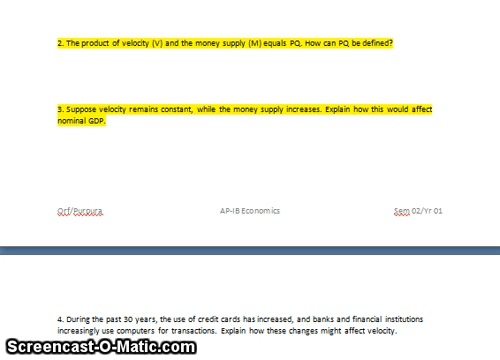 2. The product of velocity (V) and the money supply (M) equals PQ. How can PQ be defined?
3. Suppose velocity remains constant, while the money supply increases. Explain how this would affect
nominal GDP.
Orf/Purpura
AP-IB Economics
Sem 02/Yr 01
4. During the past 30 years, the use of credit cards has increased, and banks and financial institutions
increasingly use computers for transactions. Explain how these changes might affect velocity.
Screencast-O-Matic.com